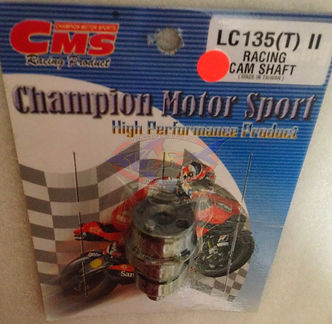 CHAMPION MOTOR SPORTS
CMS
Racing Product
LC135(T) II
RACING
CAM SHAFT
( MADE IN TAIWAN )
Champion Motor Sport
High Performance Product